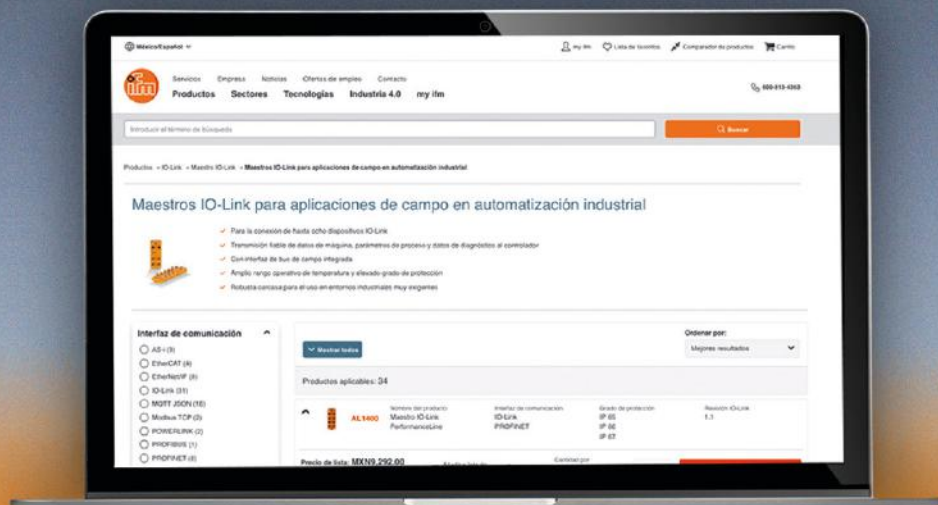 México/Español
my ifm
Lista de favoritos
Comparador de productos
Carrito
ifm
Servicios Empresa Noticias Ofertas de empleo Contacto
Productos Sectores Tecnologías Industria 4.0 my ifm
Introducir el término de búsqueda
Buscar
Productos IO-Link Maestro IO-Link Maestros IO-Link para aplicaciones de campo en automatización industrial
Maestros IO-Link para aplicaciones de campo en automatización industrial
Para la conexión de hasta ocho dispositivos IO-Link
Transmisión fiable de datos de máquina, parámetros de proceso y datos de diagnóstico al controlador
Con interfaz de bus de campo integrada
Amplio rango operativo de temperatura y elevado grado de protección
Robusta carcasa para el uso en entornos industriales muy exigentes
Interfaz de comunicación
AS-i (3)
EtherCAT (4)
EtherNet/IP (8)
IO-Link (31)
MQTT JSON (16)
Modbus TCP (3)
POWERLINK (2)
PROFIBUS (1)
PROFINET (8)
Mostrar todos
Ordenar por:
Mejores resultados
Productos aplicables: 34
AL1400
Nombre del producto
Maestro IO-Link
PerformanceLine
Interfaz de comunicación
IO-Link
PROFINET
Grado de protección
IP 65
IP 66
IP 67
Revisión IO-Link
1.1
Precio de lista: MXN9,292.00
Cantidad por